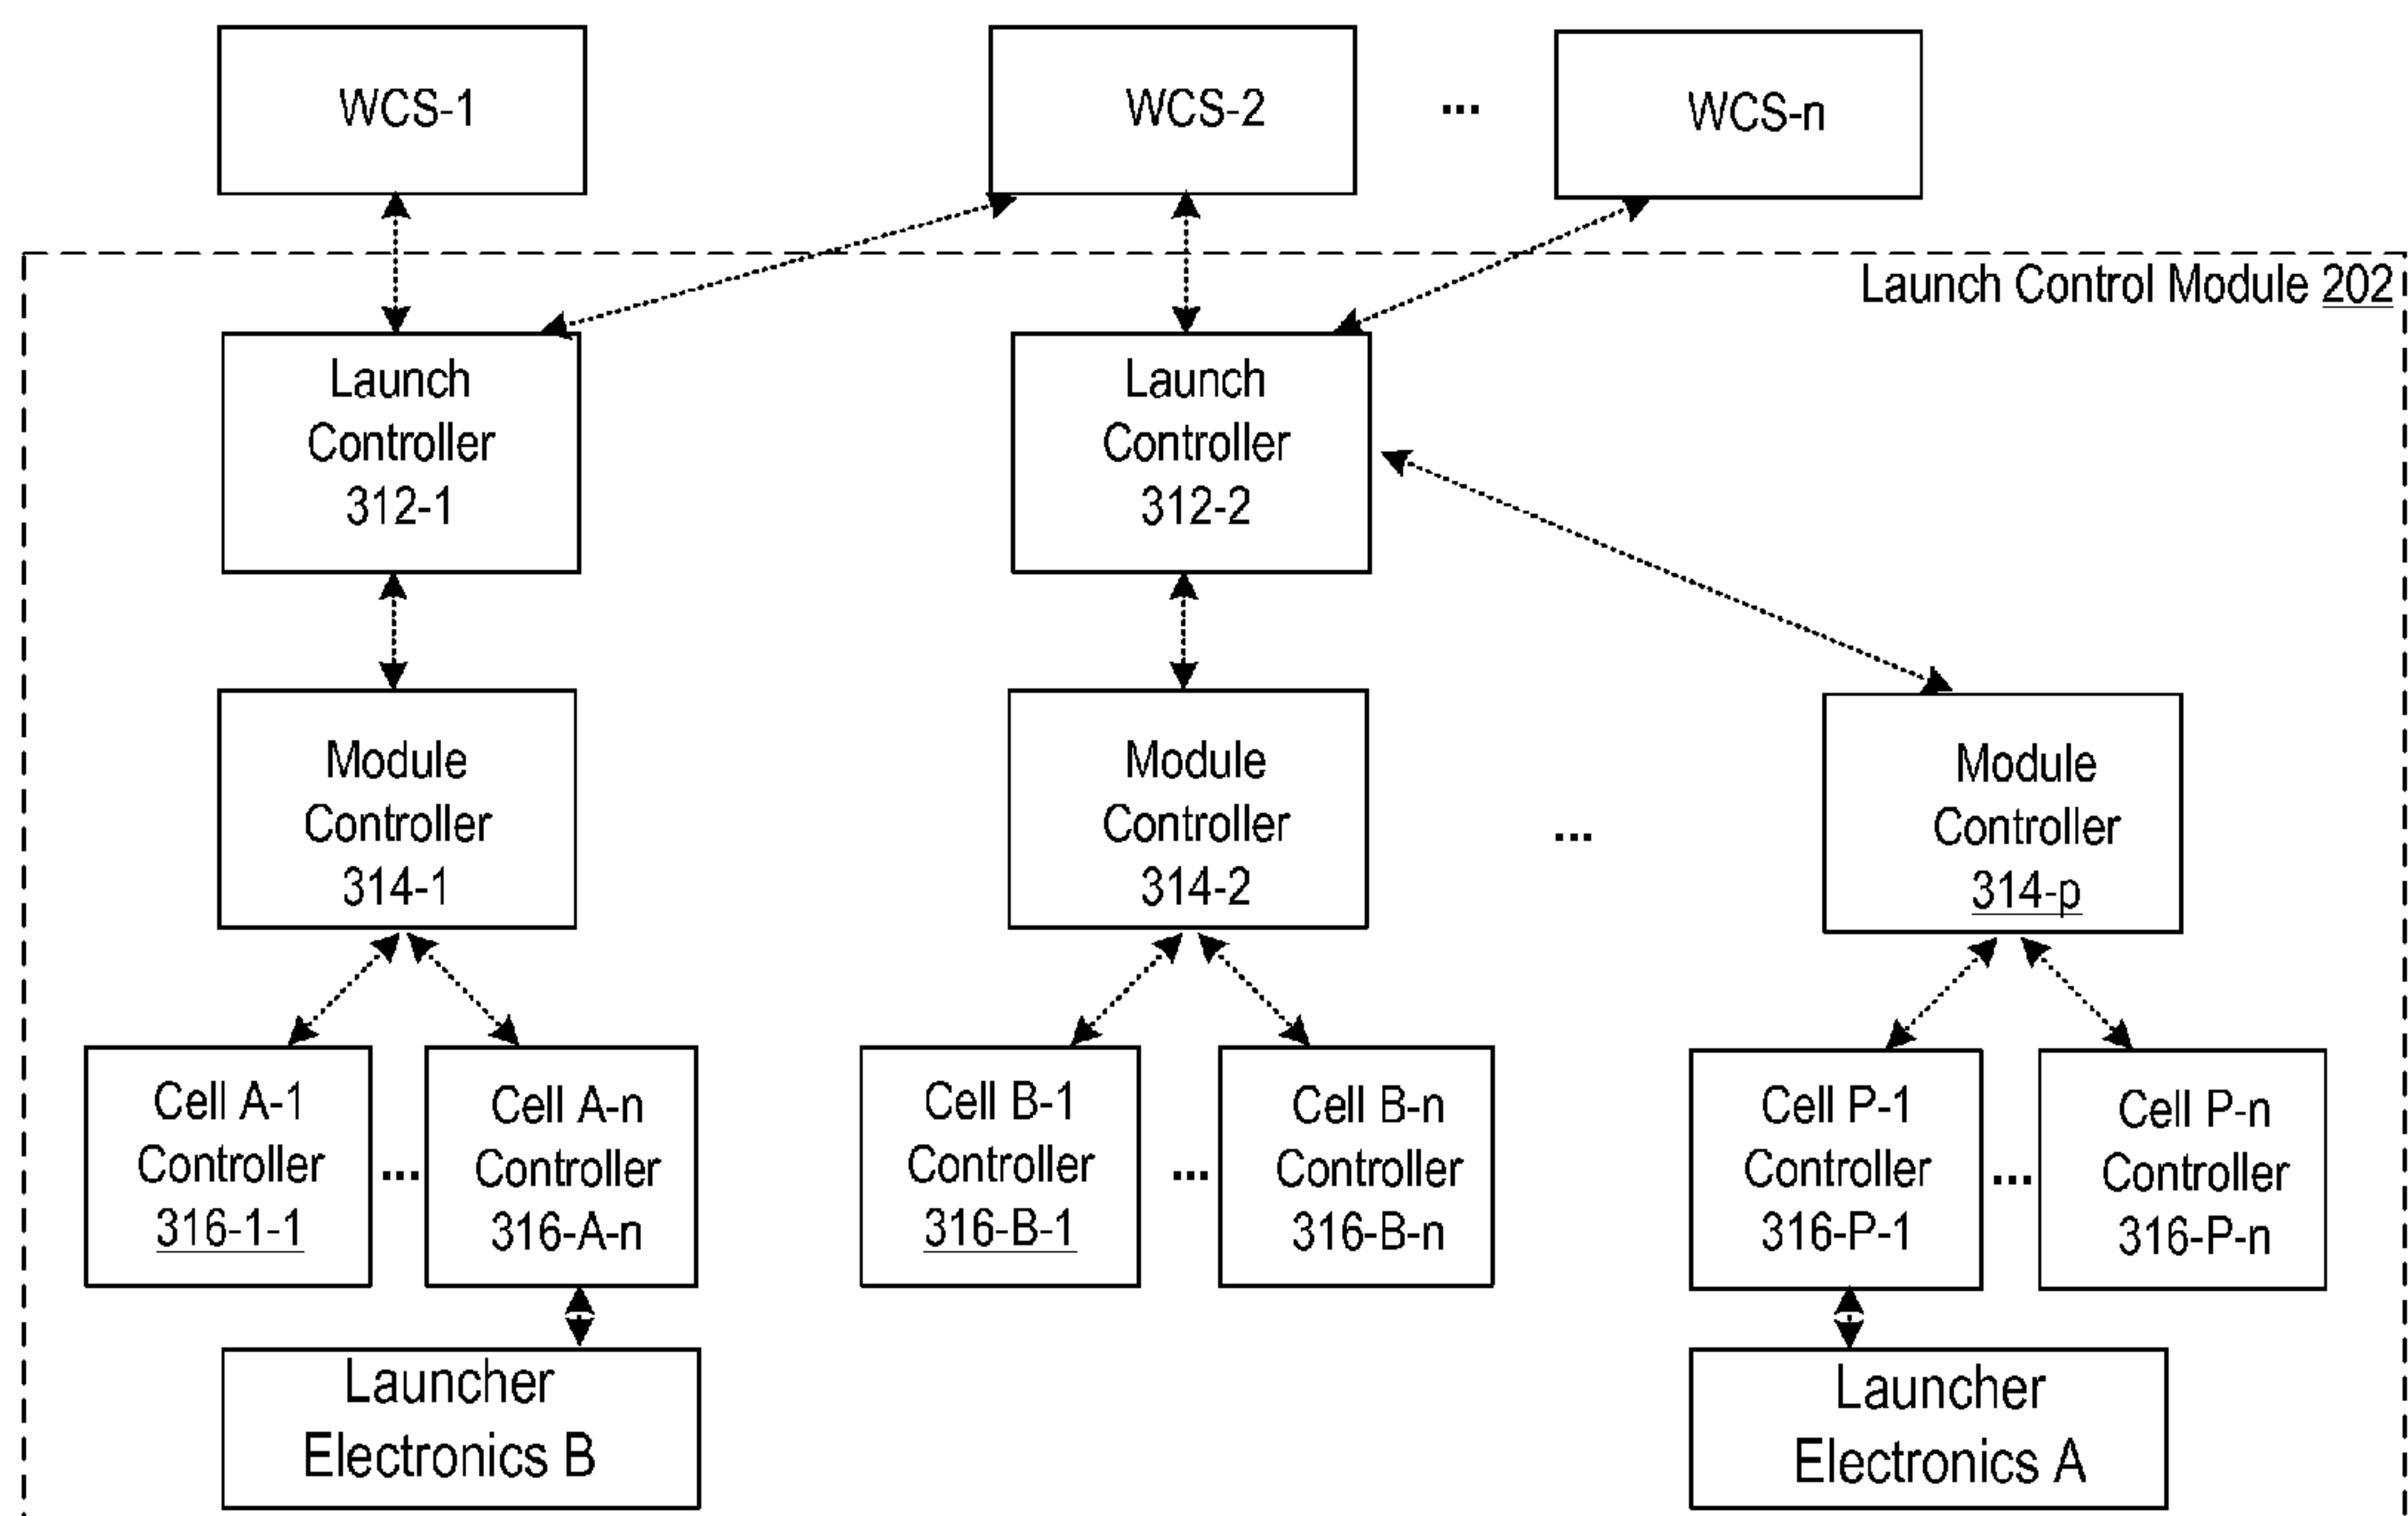 WCS-1
WCS-2
...
WCS-n
Launch Control Module 202
Launch
Controller
312-1
Launch
Controller
312-2
Module
Controller
314-1
Module
Controller
314-2
...
Module
Controller
314-p
Cell A-1
Controller
316-1-1
...
Cell A-n
Controller
316-A-n
Cell B-1
Controller
316-B-1
...
Cell B-n
Controller
316-B-n
Cell P-1
Controller
316-P-1
...
Cell P-n
Controller
316-P-n
Launcher
Electronics B
Launcher
Electronics A